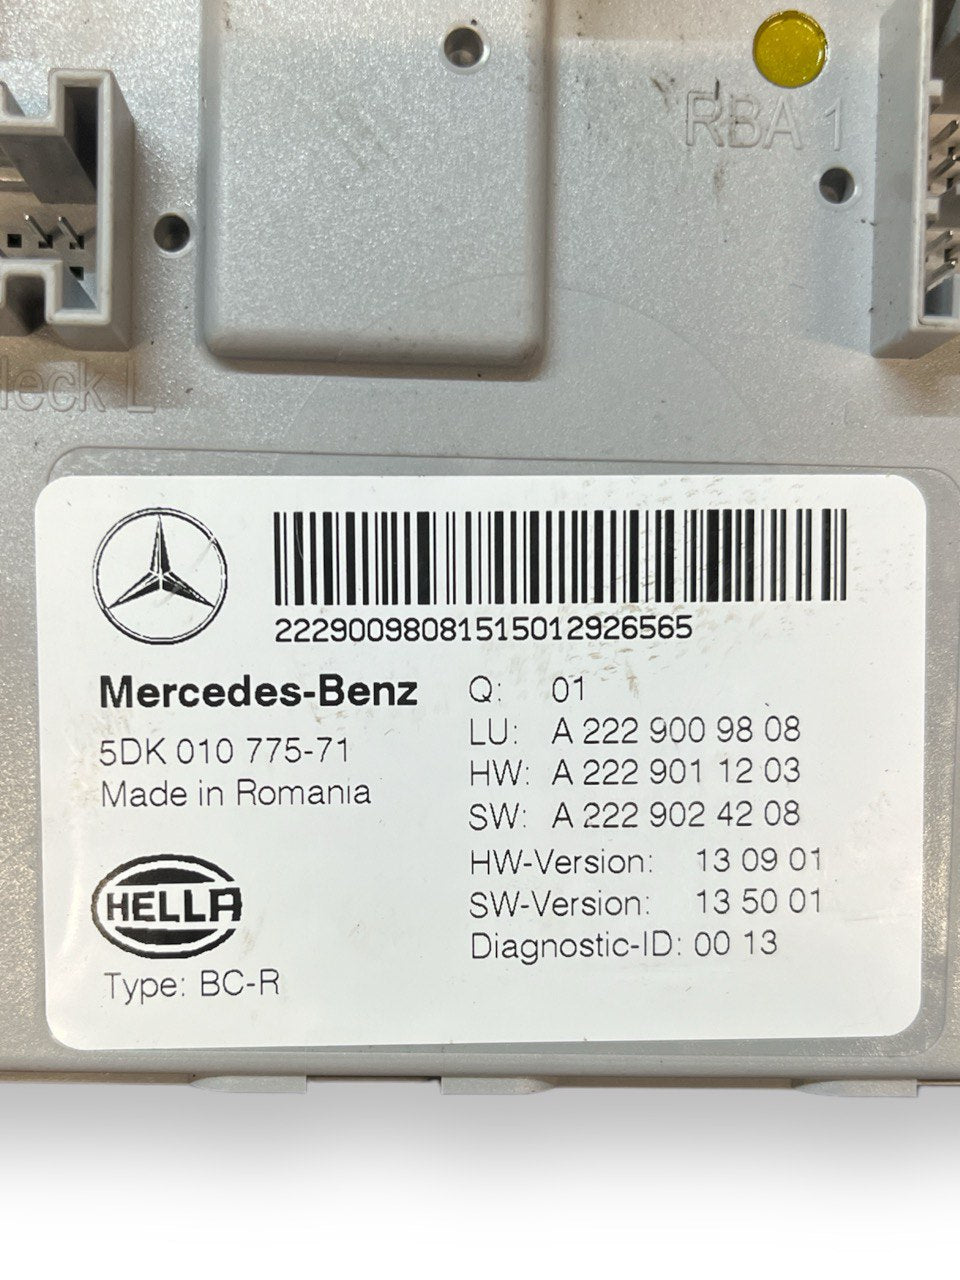 RBA 1
L
22290098081515012926565
Mercedes-Benz
5DK 010 775-71
Made in Romania
HELLA
Type: BC-R
Q: 01
LU: A 222 900 98 08
HW: A 222 901 12 03
SW: A 222 902 42 08
HW-Version: 13 09 01
SW-Version: 13 50 01
Diagnostic-ID: 00 13